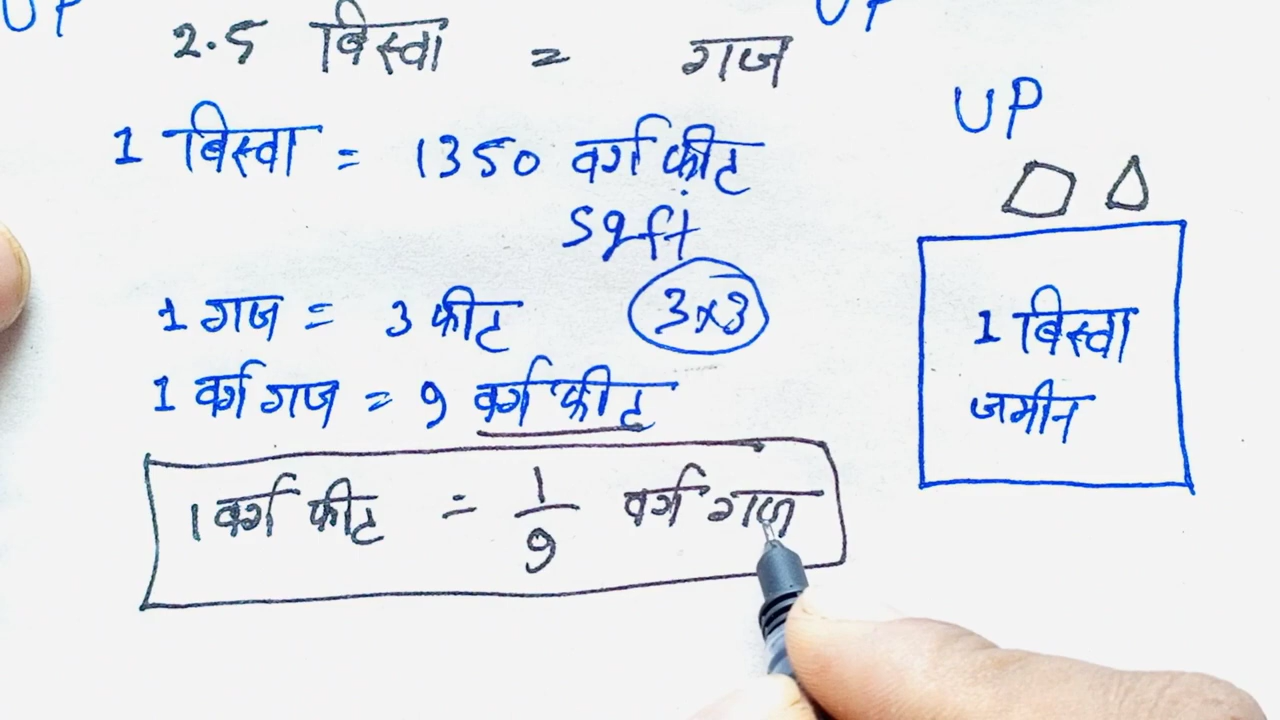 UP UP
2.5 बिस्वा = गज
UP
1 बिस्वा = 1350 वर्ग फीट
sqft
1 गज = 3 फीट 3x3
1 वर्ग गज = 9 वर्ग फीट
1 वर्ग फीट = 1/9 वर्ग गज
1 बिस्वा
जमीन